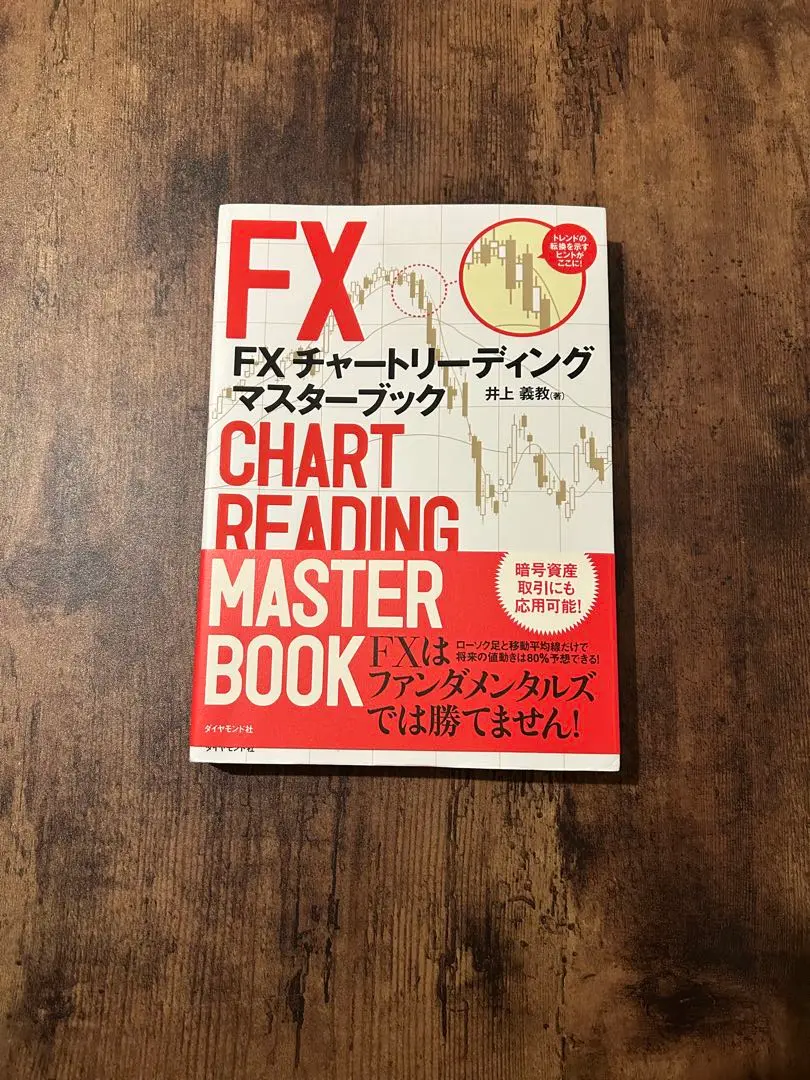 FX
トレンドの
転換を示す
ヒントが
ここに!
FX チャートリーディング
マスターブック
井上 義教(著)
CHART
READING
MASTER
BOOK
暗号資産
取引にも
応用可能!
ローソク足と移動平均線だけで
将来の値動きは80%予想できる!
FXは
ファンダメンタルズ
では勝てません!
ダイヤモンド社
ダイヤモンド社